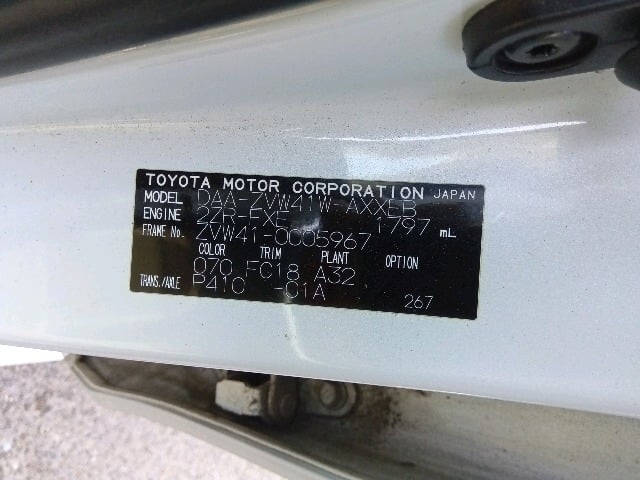 TOYOTA MOTOR CORPORATION JAPAN
MODEL DAA-ZVW41W-AXXEB
ENGINE 2ZR-FXE 1797 mL
FRAME No. ZVW41-0005967
COLOR TRIM PLANT OPTION
070 FC18 A32
TRANS./AXLE P410 -01A 267